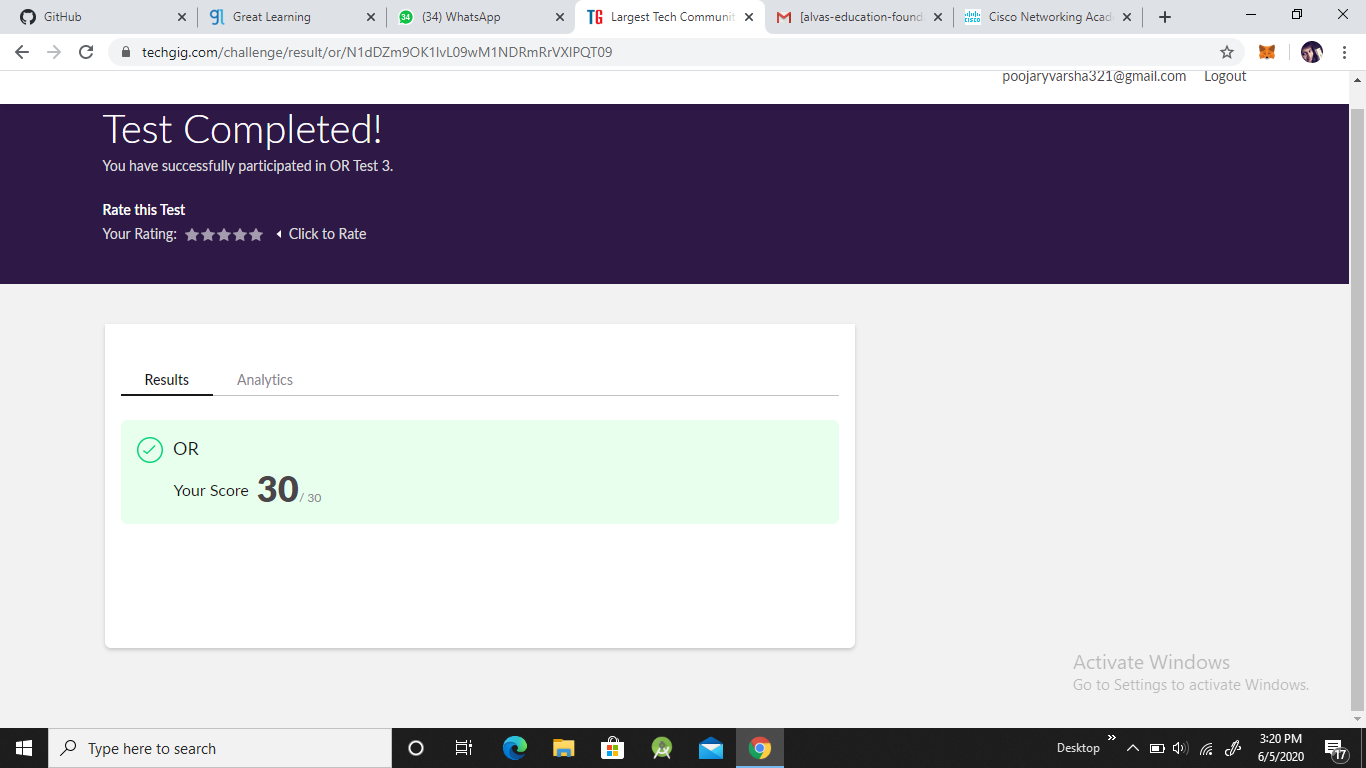 GitHub
Great Learning
(34) WhatsApp
Largest Tech Communit
[alvas-education-found
Cisco Networking Acad
techgig.com/challenge/result/or/
poojaryvarsha321@gmail.com Logout
Test Completed!
You have successfully participated in OR Test 3.
Rate this Test
Your Rating: Click to Rate
Results Analytics
OR
Your Score 30 / 30
Activate Windows
Go to Settings to activate Windows.
Type here to search
Desktop
3:20 PM
6/5/2020
17